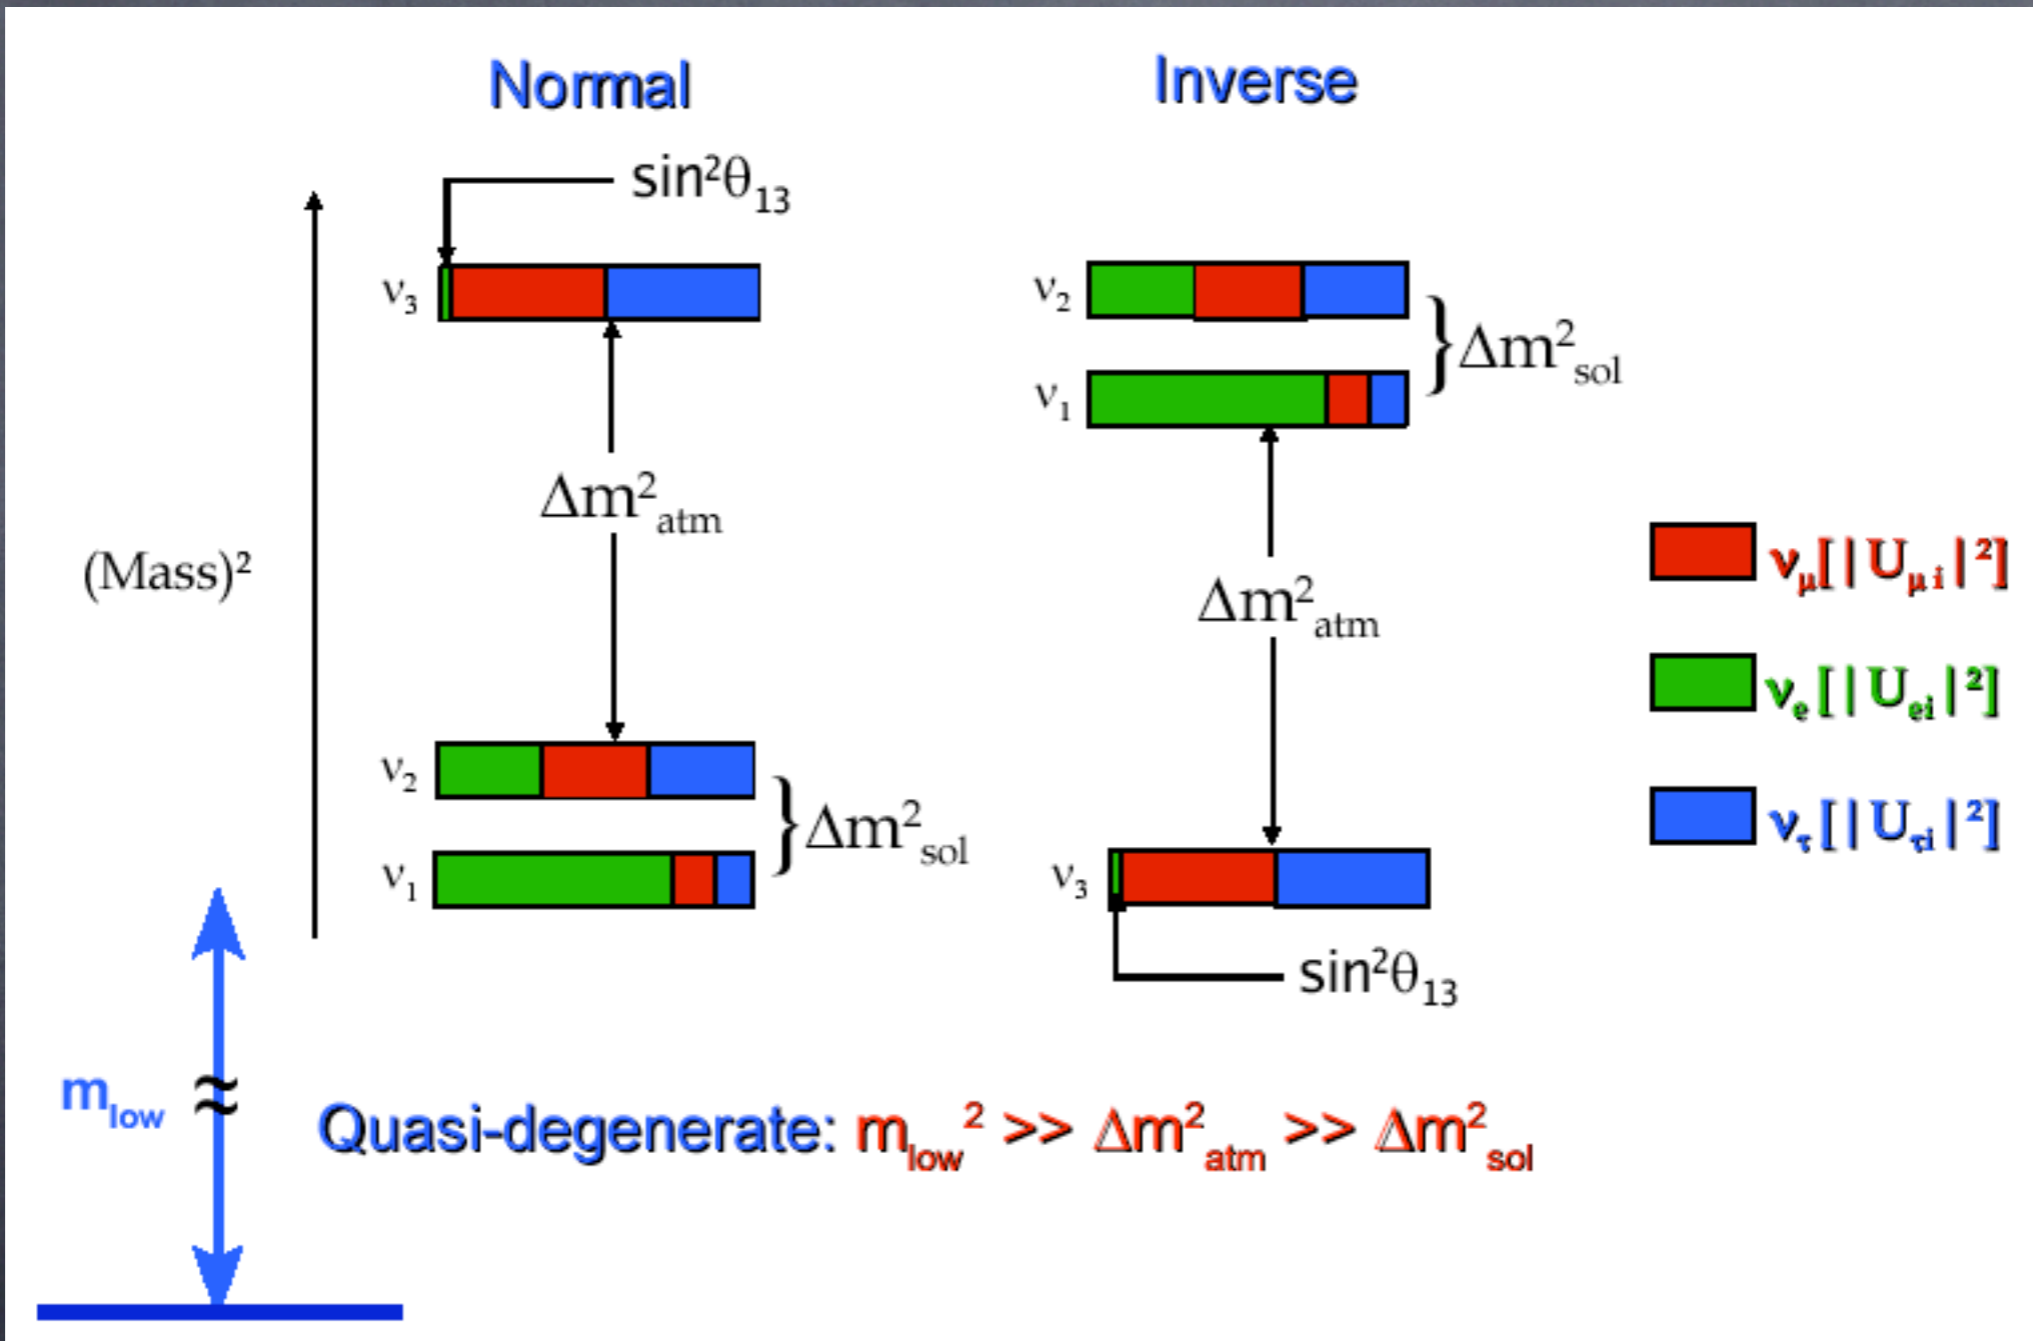 Normal
Inverse
sin²θ₁₃
ν₃
ν₂
Δm²sol
ν₁
Δm²atm
(Mass)²
Δm²atm
νμ[|Uμi|²]
νe[|Uei|²]
ντ[|Uτi|²]
ν₂
Δm²sol
ν₁
ν₃
sin²θ₁₃
mlow
≈
Quasi-degenerate: mlow² >> Δm²atm >> Δm²sol